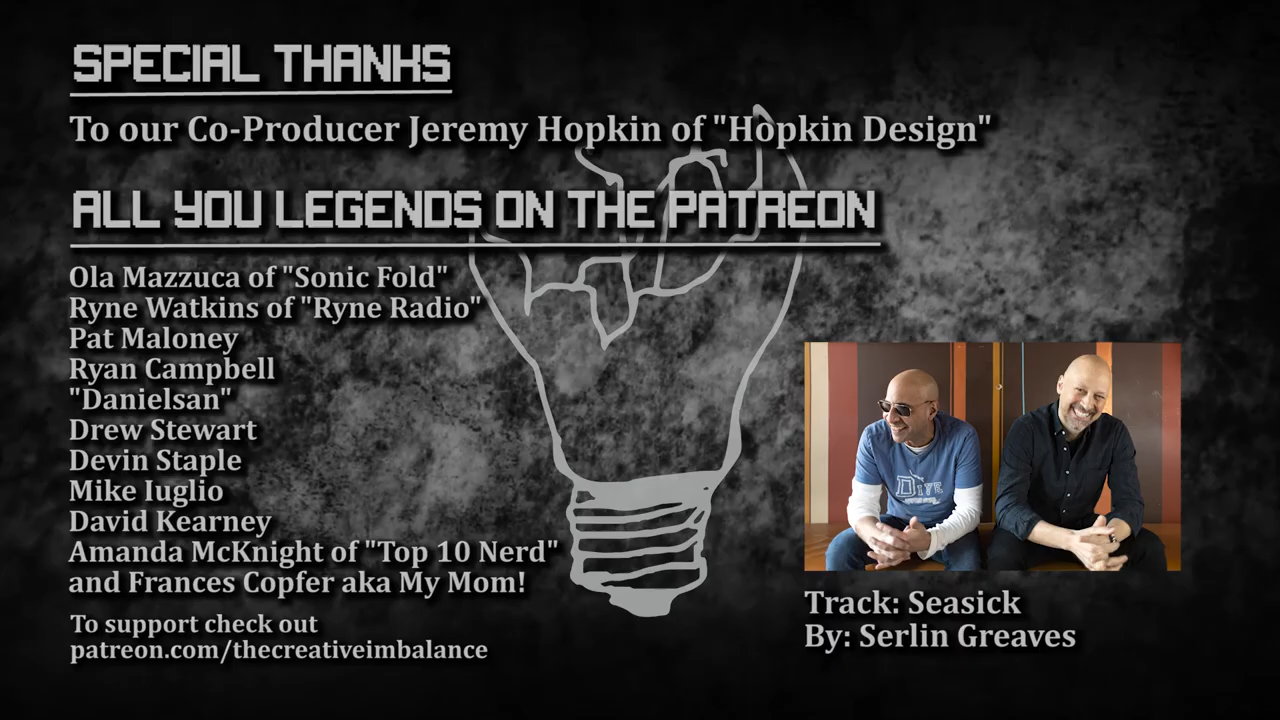 SPECIAL THANKS
To our Co-Producer Jeremy Hopkin of "Hopkin Design"
ALL YOU LEGENDS ON THE PATREON
Ola Mazzuca of "Sonic Fold"
Ryne Watkins of "Ryne Radio"
Pat Maloney
Ryan Campbell
"Danielsan"
Drew Stewart
Devin Staple
Mike Iuglio
David Kearney
Amanda McKnight of "Top 10 Nerd"
and Frances Copfer aka My Mom!
To support check out
patreon.com/thecreativeimbalance
DIVE
Track: Seasick
By: Serlin Greaves